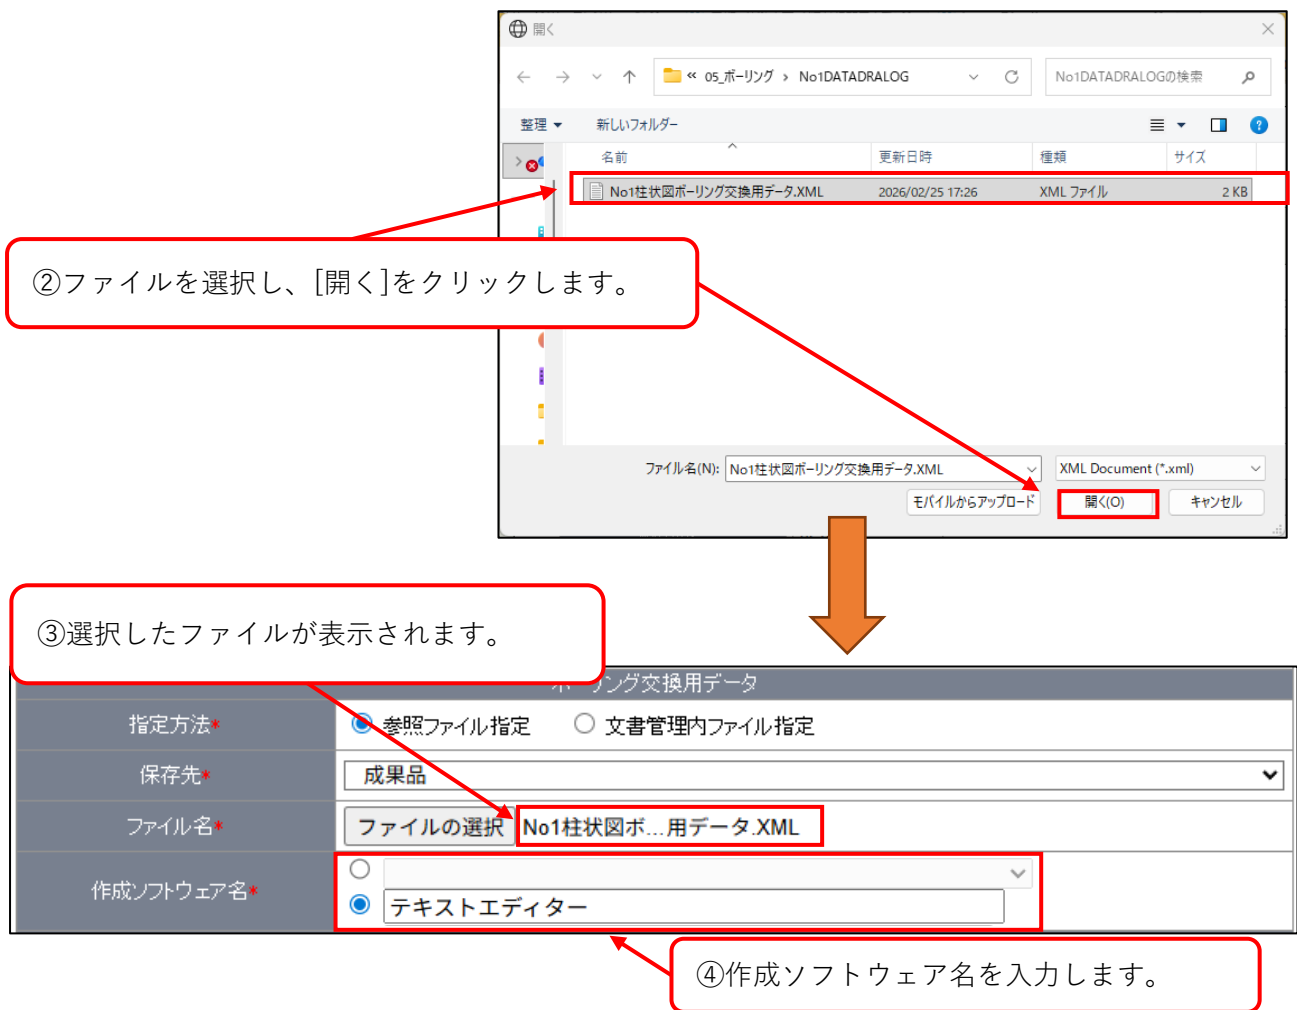 開く
« 05_ボーリング › No1DATADRALOG
No1DATADRALOGの検索
整理
新しいフォルダー
名前 更新日時 種類 サイズ
No1柱状図ボーリング交換用データ.XML 2026/02/25 17:26 XML ファイル 2 KB
②ファイルを選択し、[開く]をクリックします。
ファイル名(N): No1柱状図ボーリング交換用データ.XML XML Document (*.xml)
モバイルからアップロード 開く(O) キャンセル
③選択したファイルが表示されます。
ボーリング交換用データ
指定方法* 参照ファイル指定 文書管理内ファイル指定
保存先* 成果品
ファイル名* ファイルの選択 No1柱状図ボ...用データ.XML
作成ソフトウェア名*
テキストエディター
④作成ソフトウェア名を入力します。